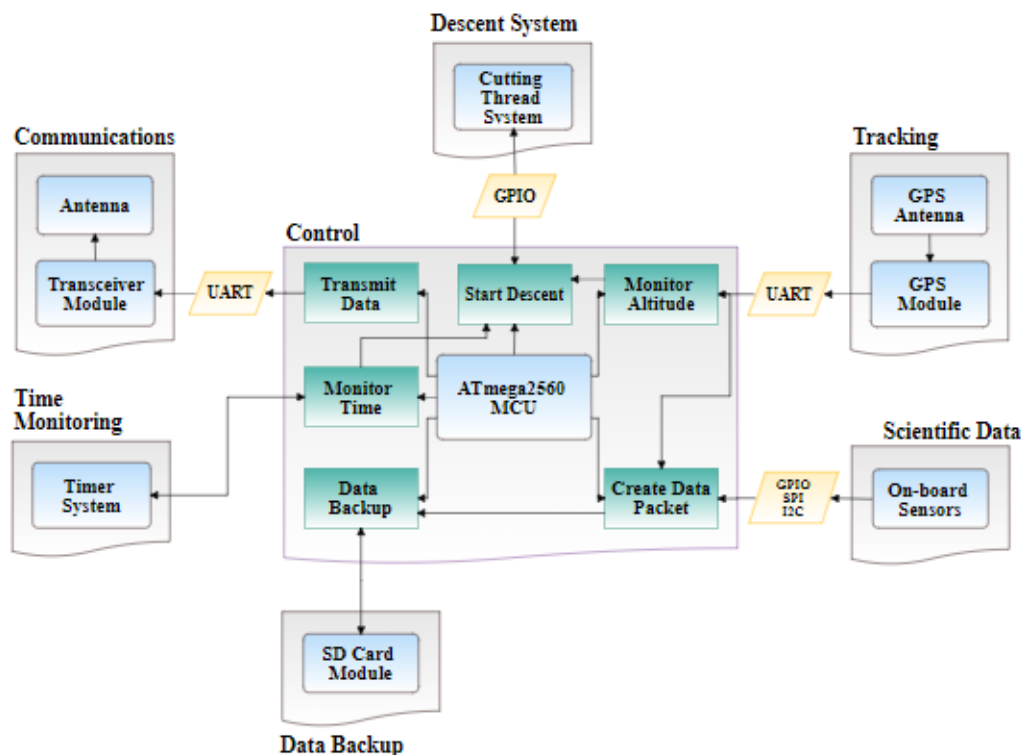 Descent System
Cutting
Thread
System
Communications
Tracking
Antenna
GPS
Antenna
GPIO
Control
Transceiver
Module
UART
Transmit
Data
Start Descent
Monitor
Altitude
UART
GPS
Module
Monitor
Time
ATmega2560
MCU
Time
Monitoring
Scientific Data
Timer
System
Data
Backup
Create Data
Packet
GPIO
SPI
I2C
On-board
Sensors
SD Card
Module
Data Backup